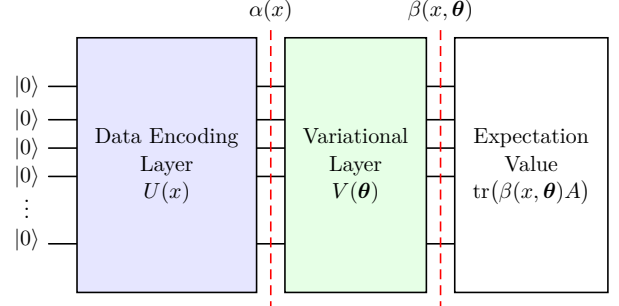 α(x)
β(x, θ)
|0⟩
|0⟩
|0⟩
|0⟩
⋮
|0⟩
Data Encoding
Layer
U(x)
Variational
Layer
V(θ)
Expectation
Value
tr(β(x, θ)A)